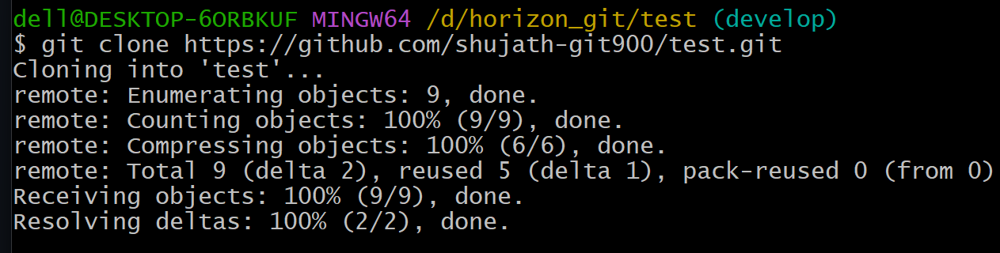 dell@DESKTOP-6ORBKUF MINGW64 /d/horizon_git/test (develop)
$ git clone https://github.com/shujath-git900/test.git
Cloning into 'test'...
remote: Enumerating objects: 9, done.
remote: Counting objects: 100% (9/9), done.
remote: Compressing objects: 100% (6/6), done.
remote: Total 9 (delta 2), reused 5 (delta 1), pack-reused 0 (from 0)
Receiving objects: 100% (9/9), done.
Resolving deltas: 100% (2/2), done.